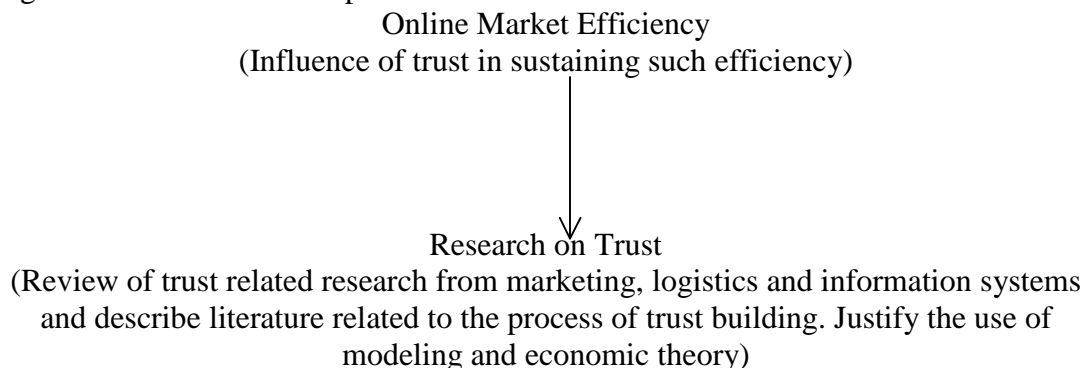 Online Market Efficiency
(Influence of trust in sustaining such efficiency)
Research on Trust
(Review of trust related research from marketing, logistics and information systems
and describe literature related to the process of trust building. Justify the use of
modeling and economic theory)